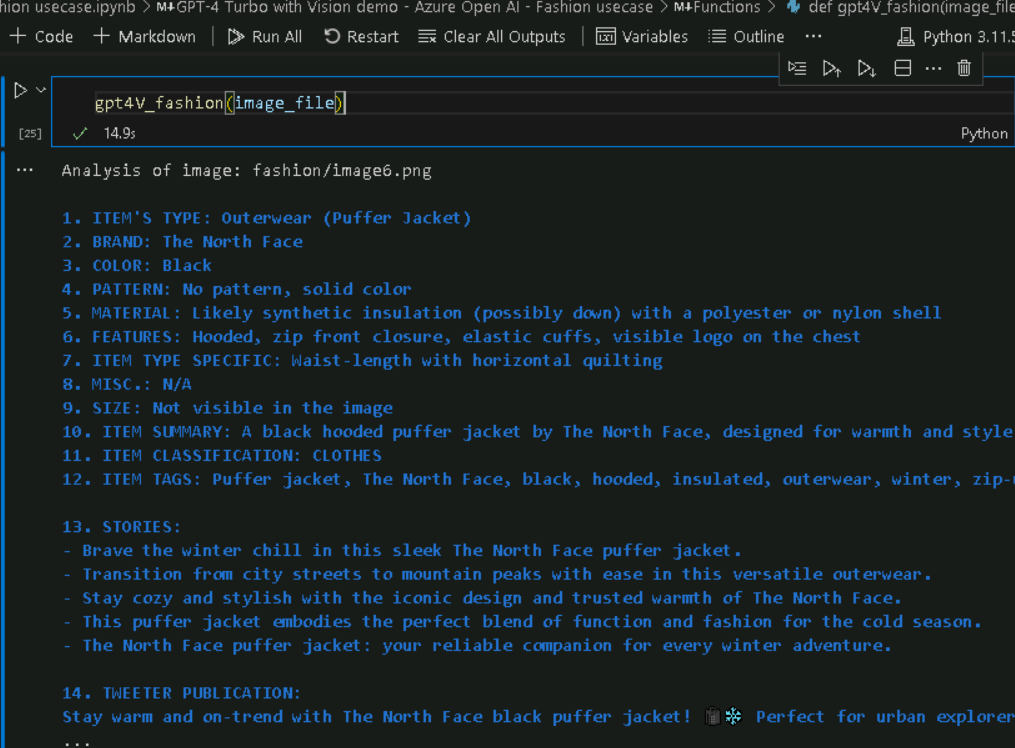 hion usecase.ipynb > M↓GPT-4 Turbo with Vision demo - Azure Open AI - Fashion usecase > M↓Functions > def gpt4V_fashion(image_file
+ Code + Markdown | Run All Restart Clear All Outputs | Variables Outline ... Python 3.11.5
gpt4V_fashion(image_file)
[25] ✓ 14.9s Python
... Analysis of image: fashion/image6.png
1. ITEM'S TYPE: Outerwear (Puffer Jacket)
2. BRAND: The North Face
3. COLOR: Black
4. PATTERN: No pattern, solid color
5. MATERIAL: Likely synthetic insulation (possibly down) with a polyester or nylon shell
6. FEATURES: Hooded, zip front closure, elastic cuffs, visible logo on the chest
7. ITEM TYPE SPECIFIC: Waist-length with horizontal quilting
8. MISC.: N/A
9. SIZE: Not visible in the image
10. ITEM SUMMARY: A black hooded puffer jacket by The North Face, designed for warmth and style
11. ITEM CLASSIFICATION: CLOTHES
12. ITEM TAGS: Puffer jacket, The North Face, black, hooded, insulated, outerwear, winter, zip-
13. STORIES:
- Brave the winter chill in this sleek The North Face puffer jacket.
- Transition from city streets to mountain peaks with ease in this versatile outerwear.
- Stay cozy and stylish with the iconic design and trusted warmth of The North Face.
- This puffer jacket embodies the perfect blend of function and fashion for the cold season.
- The North Face puffer jacket: your reliable companion for every winter adventure.
14. TWEETER PUBLICATION:
Stay warm and on-trend with The North Face black puffer jacket! 🧥❄️ Perfect for urban explorer
...